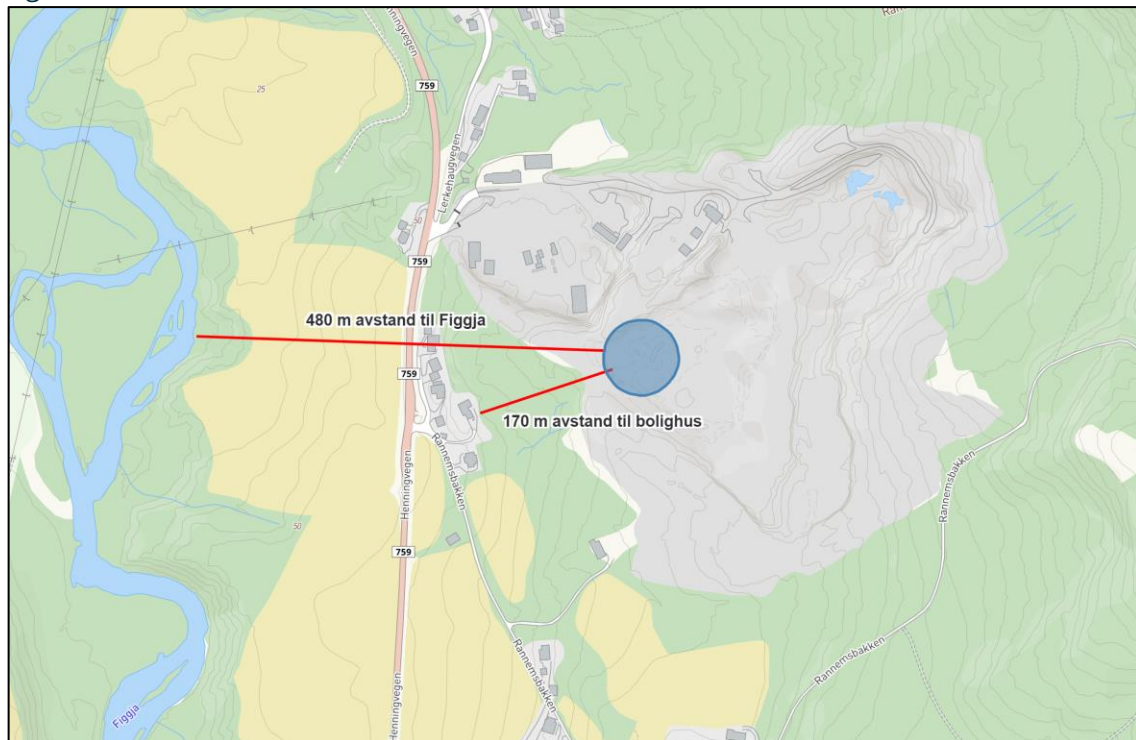 Henningvegen
759
25
Lerkehaugvegen
50
759
480 m avstand til Figgja
759
170 m avstand til bolighus
Rannemsbakken
Henningvegen
50
759
Rannemsbakken
Rannemsbakken
Rannemsbakken
Figgja